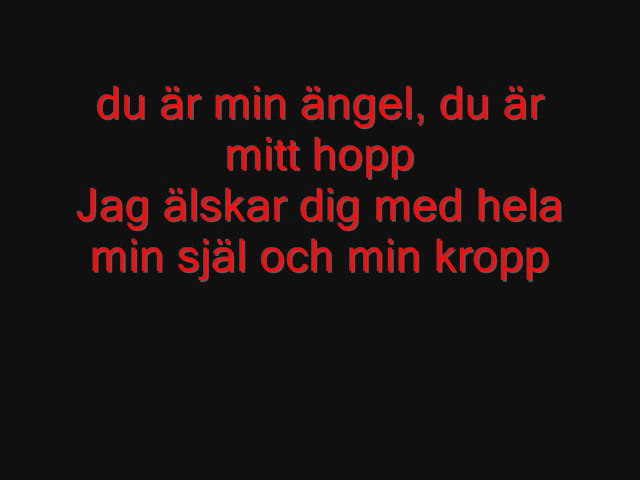 du är min ängel, du är
mitt hopp
Jag älskar dig med hela
min själ och min kropp